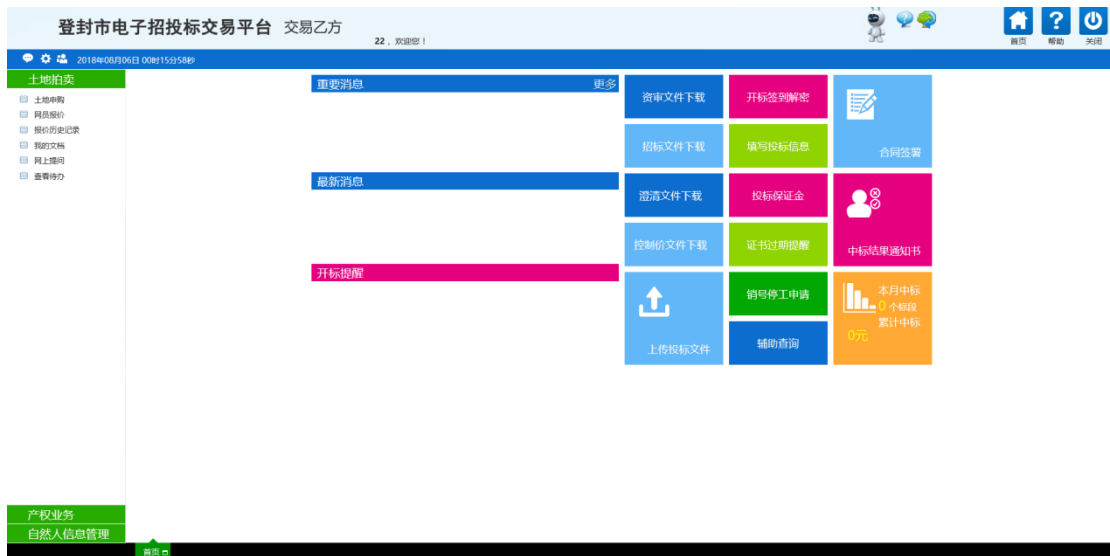 登封市电子招投标交易平台 交易乙方
22，欢迎您！
首页
帮助
关闭
2018年08月06日 00时15分58秒
土地拍卖
土地申购
网员报价
报价历史记录
我的文档
网上提问
查看待办
产权业务
自然人信息管理
重要消息 更多
最新消息
开标提醒
资审文件下载
开标签到解密
合同签署
招标文件下载
填写投标信息
澄清文件下载
投标保证金
中标结果通知书
控制价文件下载
证书过期提醒
上传投标文件
销号停工申请
本月中标
0 个标段
累计中标
0元
辅助查询
首页